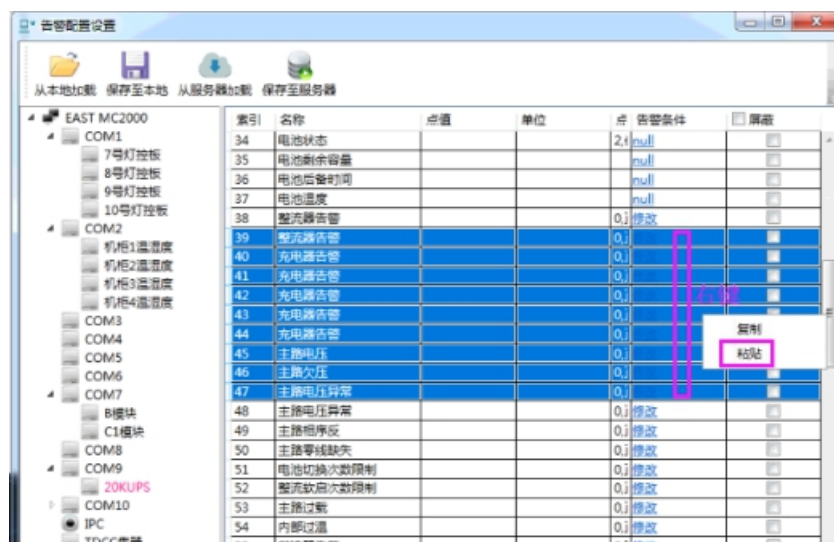 告警配置设置
从本地加载 保存至本地 从服务器加载 保存至服务器
EAST MC2000
COM1
7号灯控板
8号灯控板
9号灯控板
10号灯控板
COM2
机柜1温湿度
机柜2温湿度
机柜3温湿度
机柜4温湿度
COM3
COM4
COM5
COM6
COM7
B模块
C1模块
COM8
COM9
20KUPS
COM10
IPC
索引 名称 点值 单位 点 告警条件 屏蔽
34 电池状态 null
35 电池剩余容量 null
36 电池后备时间 null
37 电池温度 null
38 整流器告警 修改
39 整流器告警
40 充电器告警
41 充电器告警
42 充电器告警
43 充电器告警
44 充电器告警
45 主路电压
46 主路欠压
47 主路电压异常
48 主路电压异常 修改
49 主路相序反 修改
50 主路零线缺失 修改
51 电池切换次数限制 修改
52 整流软启次数限制 修改
53 主路过载 修改
54 内部过温 修改
右键
复制
粘贴